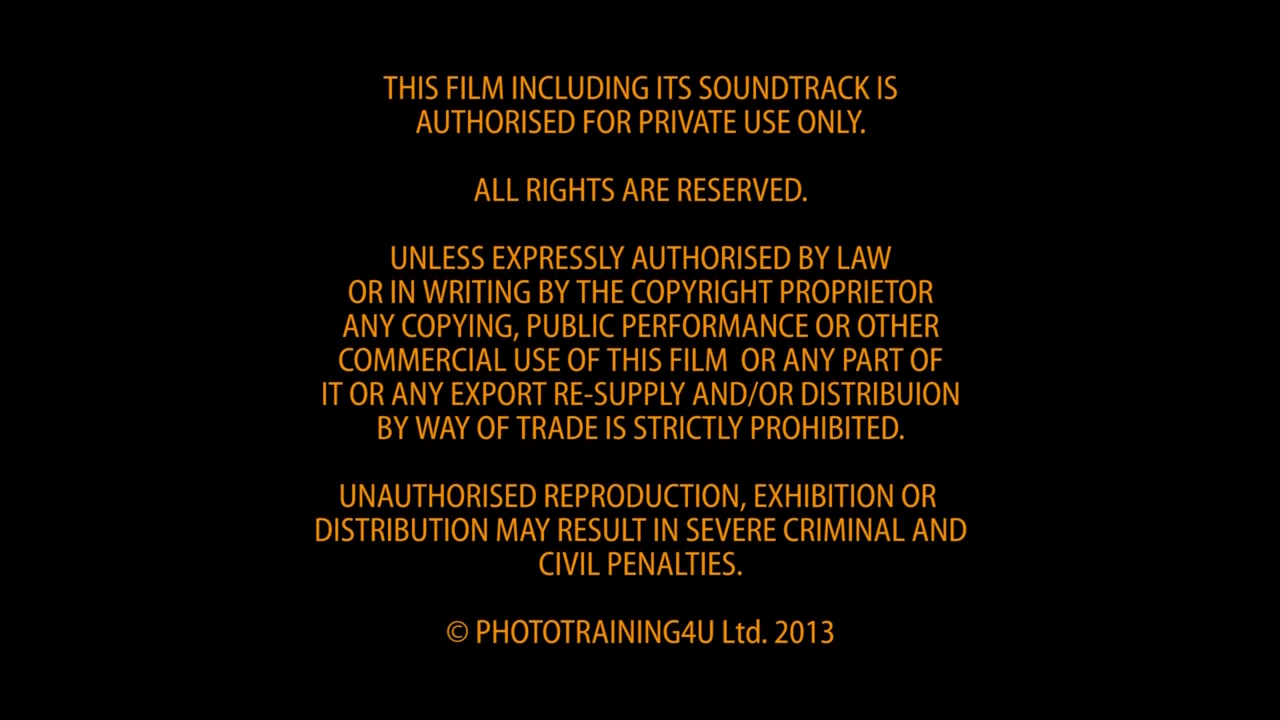 THIS FILM INCLUDING ITS SOUNDTRACK IS
AUTHORISED FOR PRIVATE USE ONLY.
ALL RIGHTS ARE RESERVED.
UNLESS EXPRESSLY AUTHORISED BY LAW
OR IN WRITING BY THE COPYRIGHT PROPRIETOR
ANY COPYING, PUBLIC PERFORMANCE OR OTHER
COMMERCIAL USE OF THIS FILM  OR ANY PART OF
IT OR ANY EXPORT RE-SUPPLY AND/OR DISTRIBUION
BY WAY OF TRADE IS STRICTLY PROHIBITED.
UNAUTHORISED REPRODUCTION, EXHIBITION OR
DISTRIBUTION MAY RESULT IN SEVERE CRIMINAL AND
CIVIL PENALTIES.
© PHOTOTRAINING4U Ltd. 2013